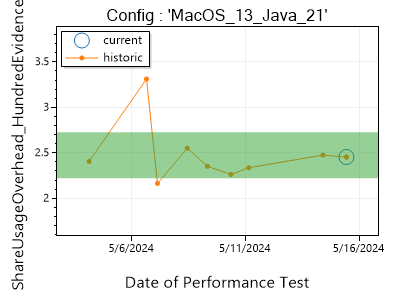 Config : 'MacOS_13_Java_21'
current
historic
ShareUsageOverhead_HundredEvidence
3.5
3
2.5
2
5/6/2024
5/11/2024
5/16/2024
Date of Performance Test